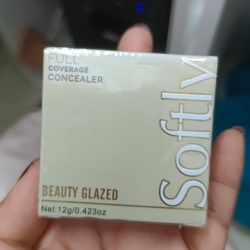 FULL
COVERAGE
CONCEALER
Softly
BEAUTY GLAZED
Net:12g/0.423oz